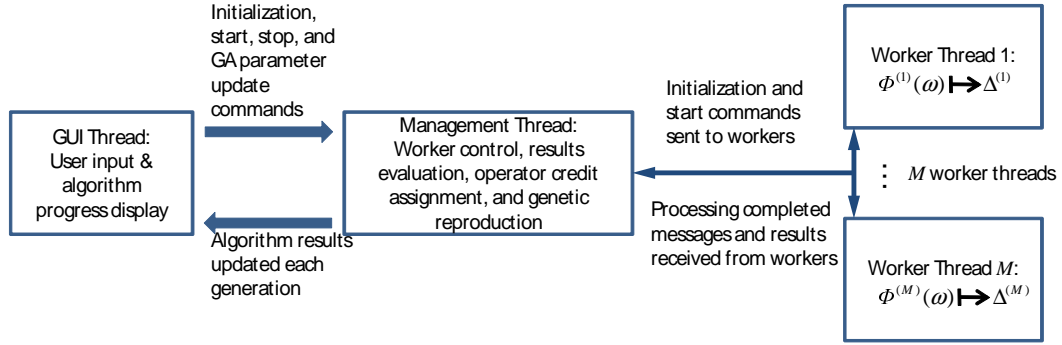 Initialization,
start, stop, and
GA parameter
update
commands
GUI Thread:
User input &
algorithm
progress display
Algorithm results
updated each
generation
Management Thread:
Worker control, results
evaluation, operator credit
assignment, and genetic
reproduction
Initialization and
start commands
sent to workers
Processing completed
messages and results
received from workers
Worker Thread 1:
Φ^(1)(ω) ↦ Δ^(1)
⋮ M worker threads
Worker Thread M:
Φ^(M)(ω) ↦ Δ^(M)